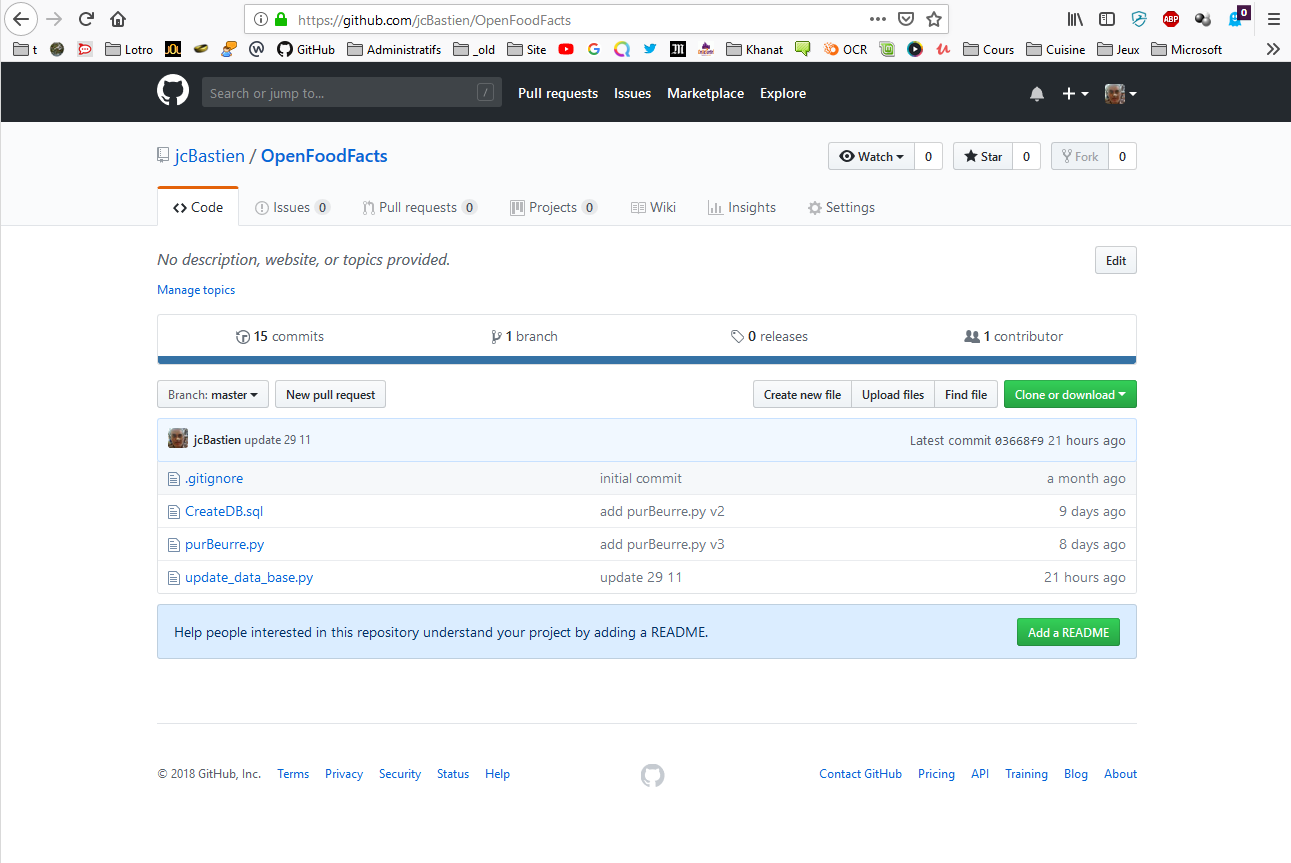 https://github.com/jcBastien/OpenFoodFacts
ABP 0
t Lotro JOL GitHub Administratifs _old Site Khanat OCR Cours Cuisine Jeux Microsoft
Search or jump to... / Pull requests Issues Marketplace Explore
jcBastien / OpenFoodFacts Watch 0 Star 0 Fork 0
Code Issues 0 Pull requests 0 Projects 0 Wiki Insights Settings
No description, website, or topics provided. Edit
Manage topics
15 commits 1 branch 0 releases 1 contributor
Branch: master New pull request Create new file Upload files Find file Clone or download
jcBastien update 29 11 Latest commit 03668f9 21 hours ago
.gitignore initial commit a month ago
CreateDB.sql add purBeurre.py v2 9 days ago
purBeurre.py add purBeurre.py v3 8 days ago
update_data_base.py update 29 11 21 hours ago
Help people interested in this repository understand your project by adding a README. Add a README
© 2018 GitHub, Inc. Terms Privacy Security Status Help Contact GitHub Pricing API Training Blog About